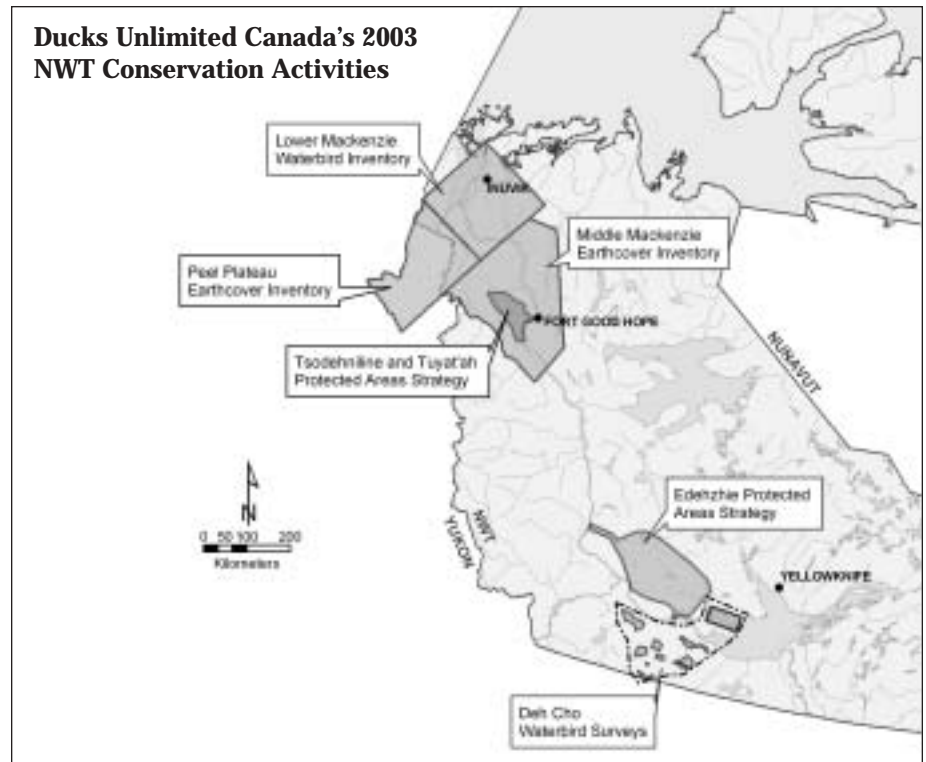 Ducks Unlimited Canada's 2003
NWT Conservation Activities
Lower Mackenzie
Waterbird Inventory
INUVIK
Middle Mackenzie
Earthcover Inventory
Peel Plateau
Earthcover Inventory
FORT GOOD HOPE
Tsodehniline and Tuyat'ah
Protected Areas Strategy
NUNAVUT
Edehzhie Protected
Areas Strategy
N
0 50 100 200
Kilometers
NWT
YUKON
YELLOWKNIFE
Deh Cho
Waterbird Surveys